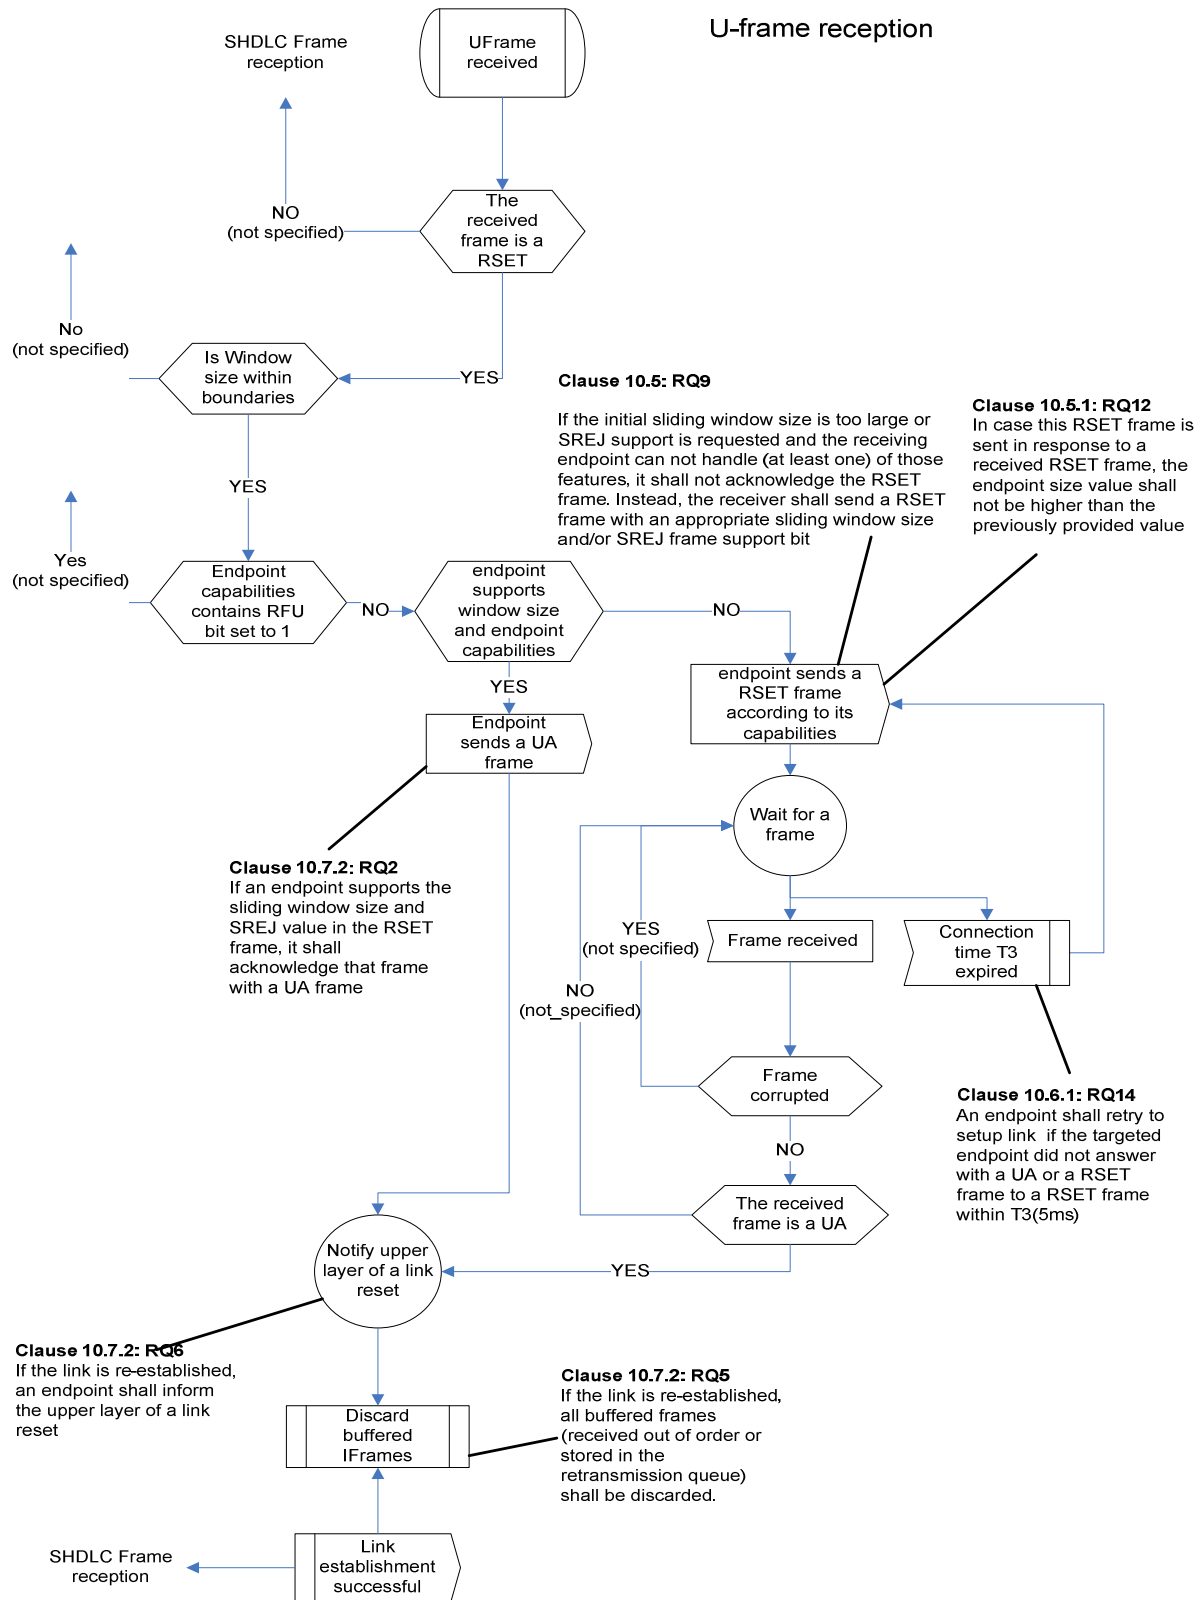 U-frame reception
SHDLC Frame
reception
UFrame
received
The
received
frame is a
RSET
NO
(not specified)
No
(not specified)
Is Window
size within
boundaries
YES
Clause 10.5: RQ9
If the initial sliding window size is too large or
SREJ support is requested and the receiving
endpoint can not handle (at least one) of those
features, it shall not acknowledge the RSET
frame. Instead, the receiver shall send a RSET
frame with an appropriate sliding window size
and/or SREJ frame support bit
Clause 10.5.1: RQ12
In case this RSET frame is
sent in response to a
received RSET frame, the
endpoint size value shall
not be higher than the
previously provided value
YES
Yes
(not specified)
Endpoint
capabilities
contains RFU
bit set to 1
NO
endpoint
supports
window size
and endpoint
capabilities
NO
YES
endpoint sends a
RSET frame
according to its
capabilities
Endpoint
sends a UA
frame
Wait for a
frame
Clause 10.7.2: RQ2
If an endpoint supports the
sliding window size and
SREJ value in the RSET
frame, it shall
acknowledge that frame
with a UA frame
YES
(not specified)
Frame received
Connection
time T3
expired
NO
(not_specified)
Frame
corrupted
Clause 10.6.1: RQ14
An endpoint shall retry to
setup link if the targeted
endpoint did not answer
with a UA or a RSET
frame to a RSET frame
within T3(5ms)
NO
The received
frame is a UA
Notify upper
layer of a link
reset
YES
Clause 10.7.2: RQ6
If the link is re-established,
an endpoint shall inform
the upper layer of a link
reset
Clause 10.7.2: RQ5
If the link is re-established,
all buffered frames
(received out of order or
stored in the
retransmission queue)
shall be discarded.
Discard
buffered
IFrames
SHDLC Frame
reception
Link
establishment
successful